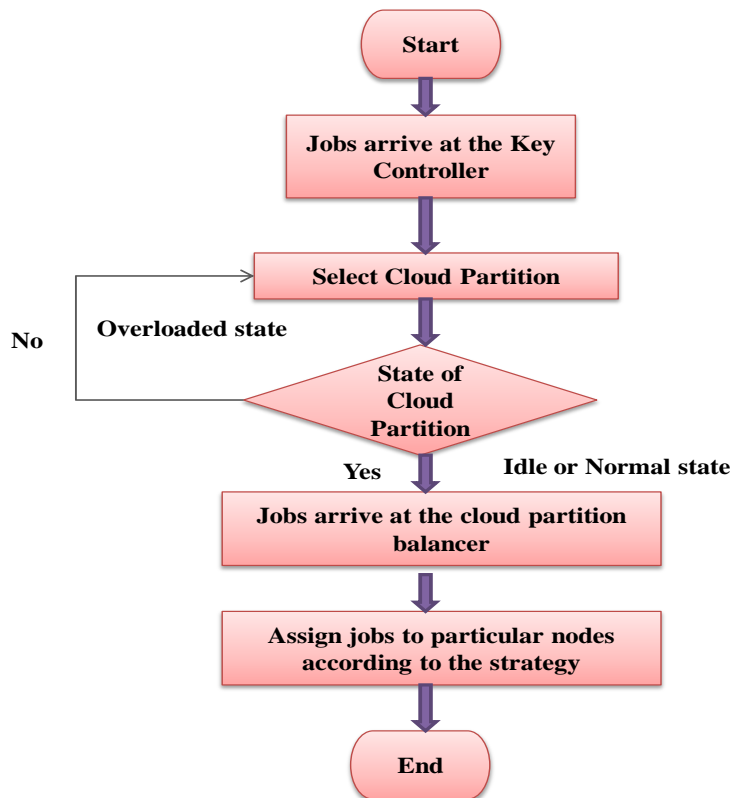 Start
Jobs arrive at the Key
Controller
Select Cloud Partition
No
Overloaded state
State of
Cloud
Partition
Yes
Idle or Normal state
Jobs arrive at the cloud partition
balancer
Assign jobs to particular nodes
according to the strategy
End